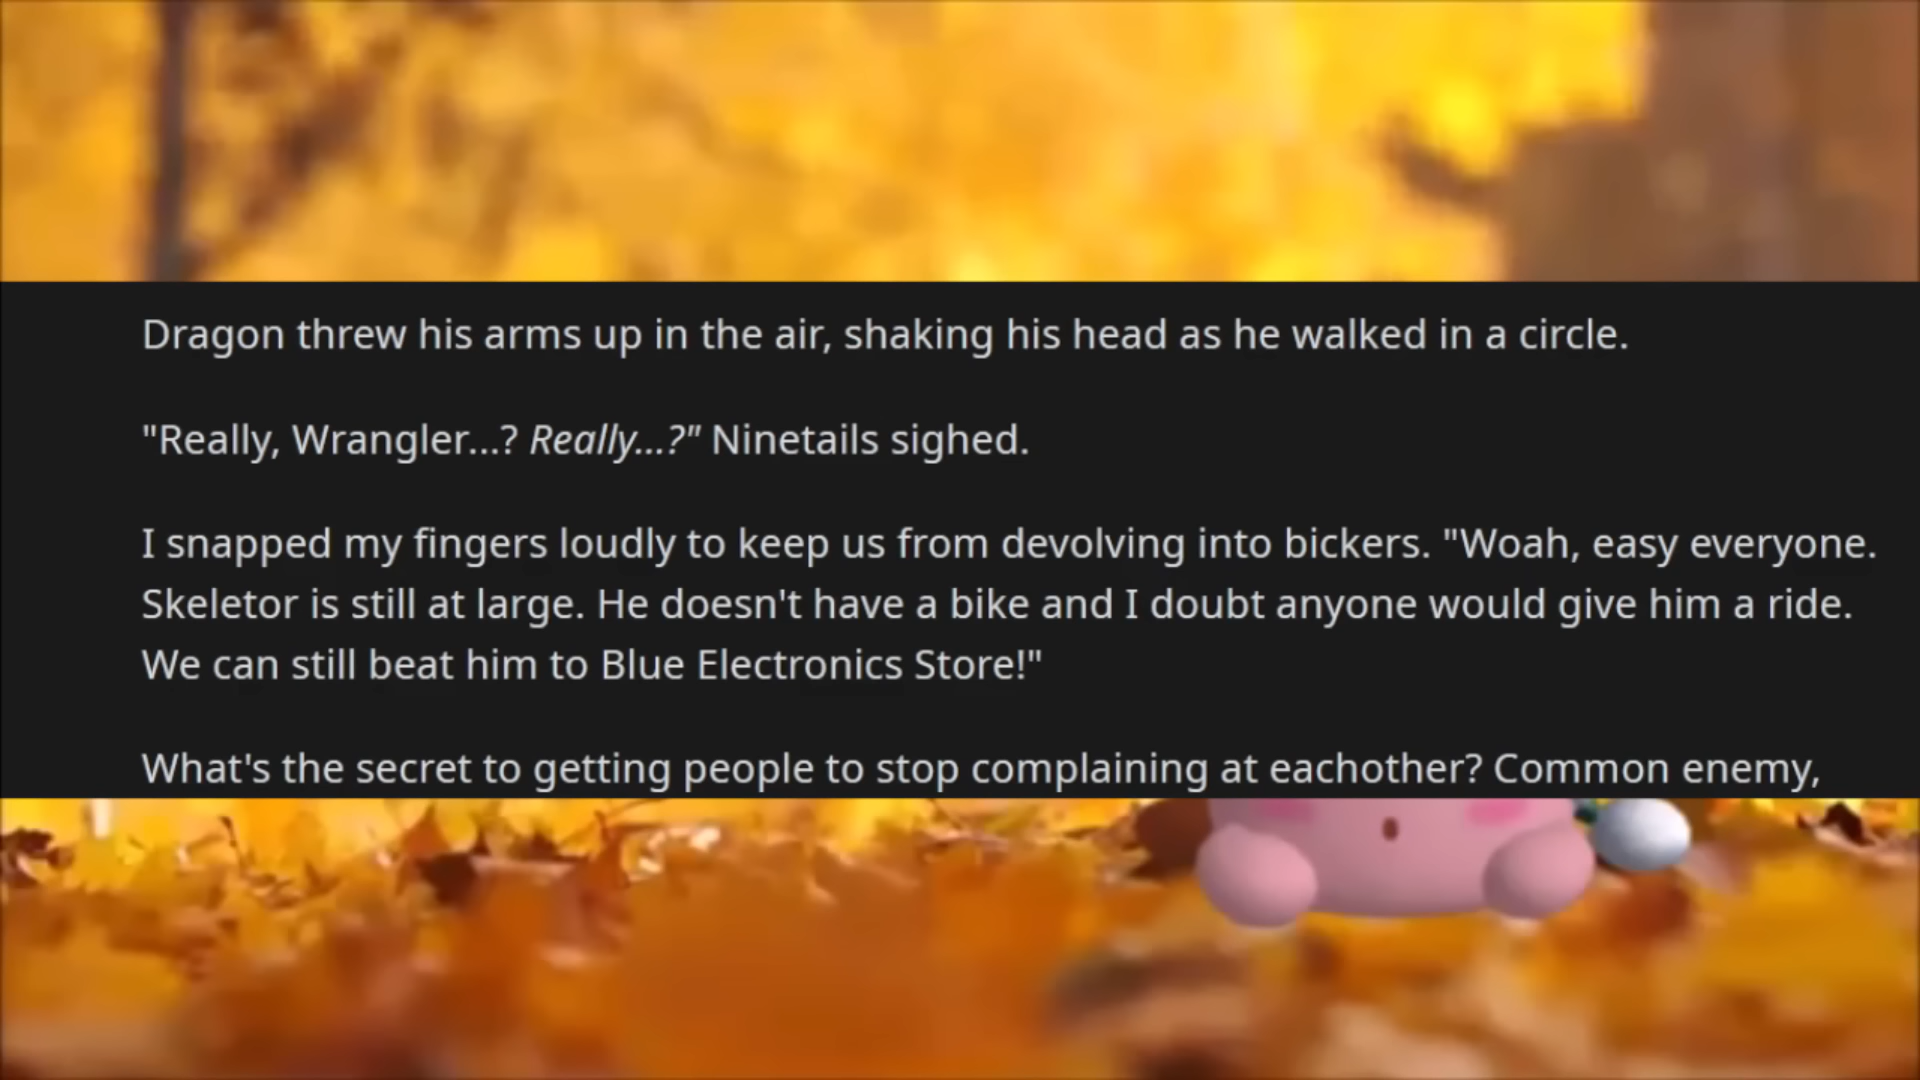 Dragon threw his arms up in the air, shaking his head as he walked in a circle.
"Really, Wrangler...? Really...?" Ninetails sighed.
I snapped my fingers loudly to keep us from devolving into bickers. "Woah, easy everyone.
Skeletor is still at large. He doesn't have a bike and I doubt anyone would give him a ride.
We can still beat him to Blue Electronics Store!"
What's the secret to getting people to stop complaining at eachother? Common enemy,